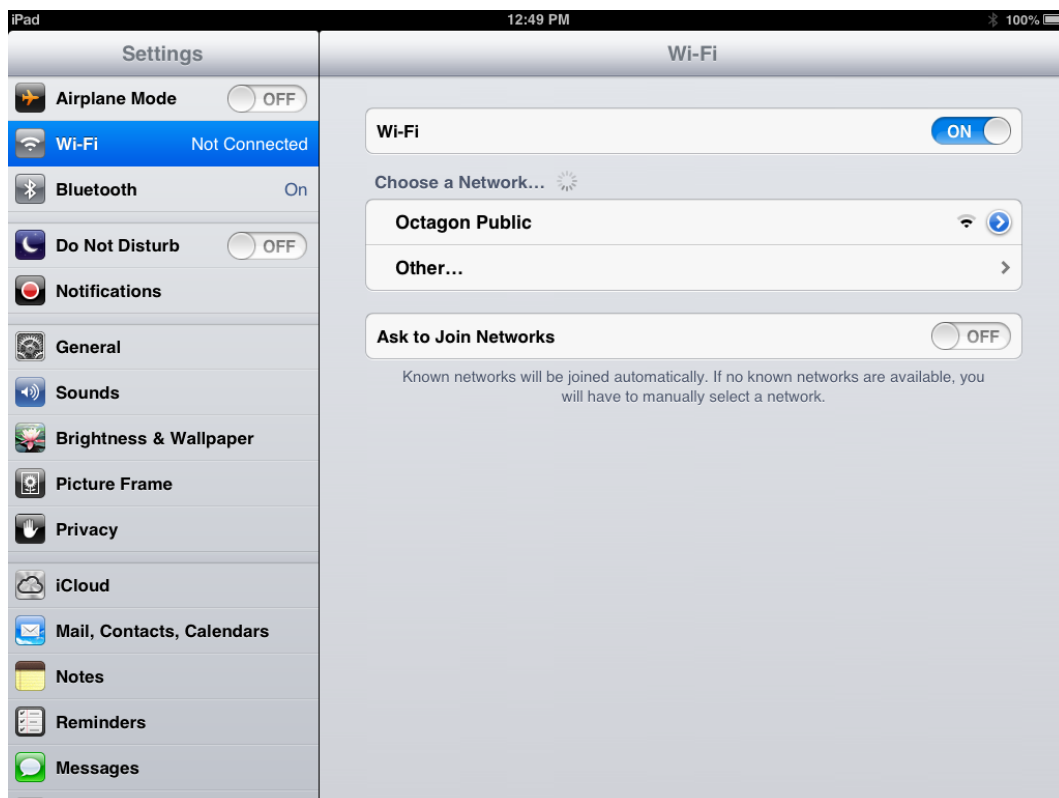 iPad 12:49 PM 100%
Settings
Wi-Fi
Airplane Mode OFF
Wi-Fi Not Connected
Bluetooth On
Do Not Disturb OFF
Notifications
General
Sounds
Brightness & Wallpaper
Picture Frame
Privacy
iCloud
Mail, Contacts, Calendars
Notes
Reminders
Messages
Wi-Fi ON
Choose a Network...
Octagon Public
Other...
Ask to Join Networks OFF
Known networks will be joined automatically. If no known networks are available, you
will have to manually select a network.